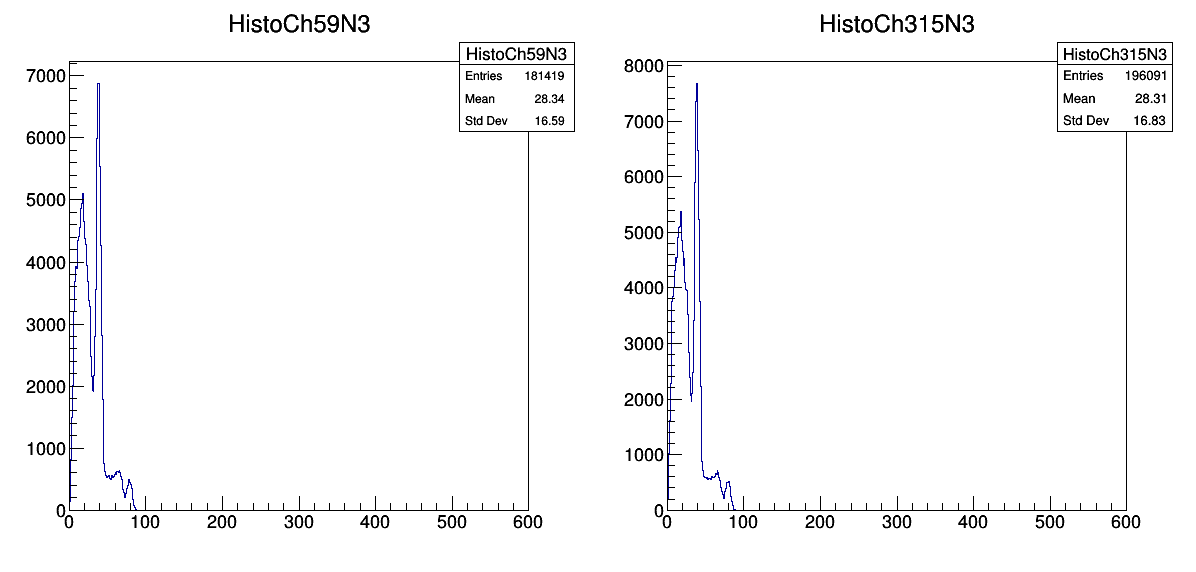 HistoCh59N3
HistoCh59N3
Entries 181419
Mean 28.34
Std Dev 16.59
7000
6000
5000
4000
3000
2000
1000
0
0 100 200 300 400 500 600
HistoCh315N3
HistoCh315N3
Entries 196091
Mean 28.31
Std Dev 16.83
8000
7000
6000
5000
4000
3000
2000
1000
0
0 100 200 300 400 500 600